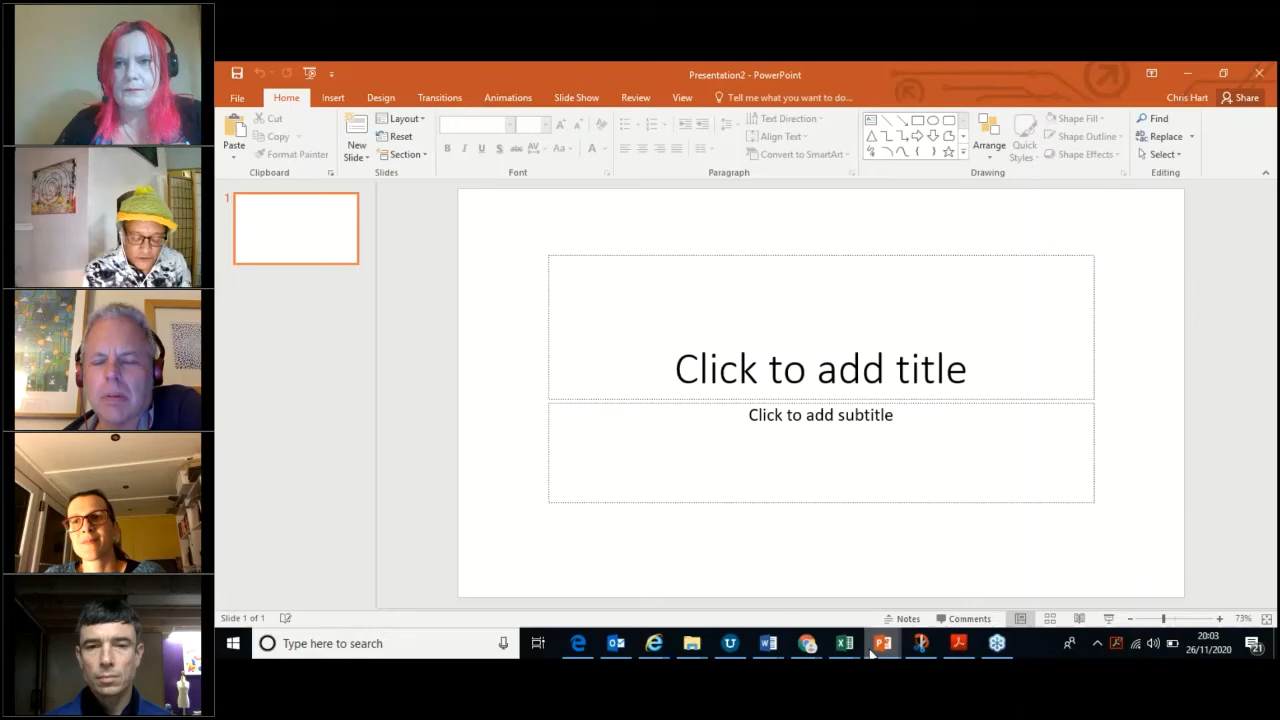 Presentation2 - PowerPoint
Chris Hart
Share
File
Home
Insert
Design
Transitions
Animations
Slide Show
Review
View
Tell me what you want to do...
Paste
Cut
Copy
Format Painter
Clipboard
New
Slide
Layout
Reset
Section
Slides
B I U S abc AV Aa A
Font
Text Direction
Align Text
Convert to SmartArt
Paragraph
Arrange
Quick
Styles
Shape Fill
Shape Outline
Shape Effects
Drawing
Find
Replace
Select
Editing
1
Click to add title
Click to add subtitle
Slide 1 of 1
Notes
Comments
73%
Type here to search
20:03
26/11/2020
21